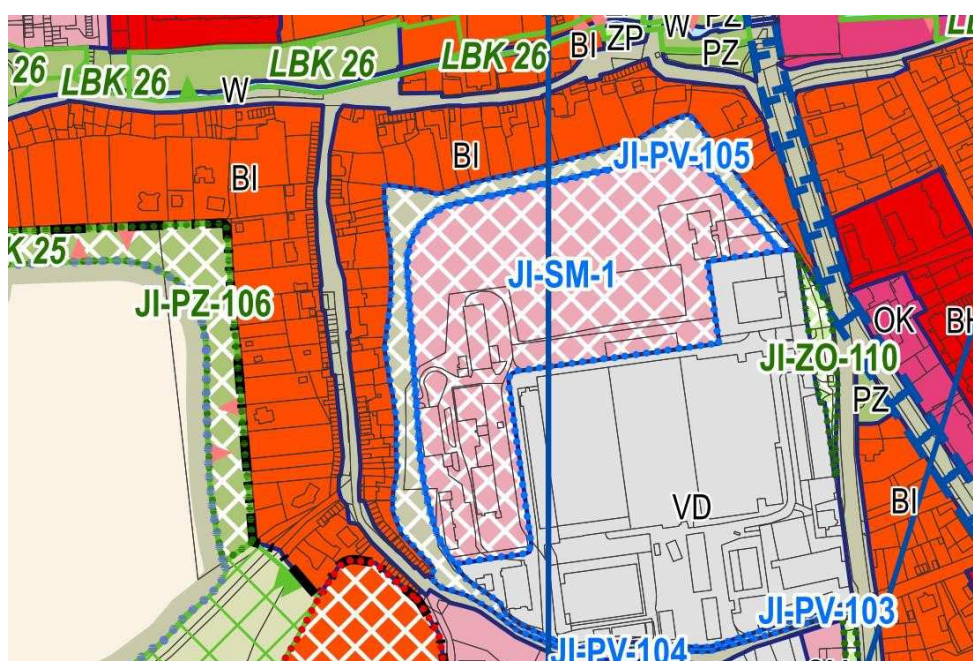 BI
ZP
W
PZ
PZ
26
LBK 26
LBK 26
LBK 26
W
BI
BI
JI-PV-105
K 25
JI-SM-1
JI-PZ-106
OK
JI-ZO-110
PZ
VD
BI
JI-PV-103
JI-PV-104